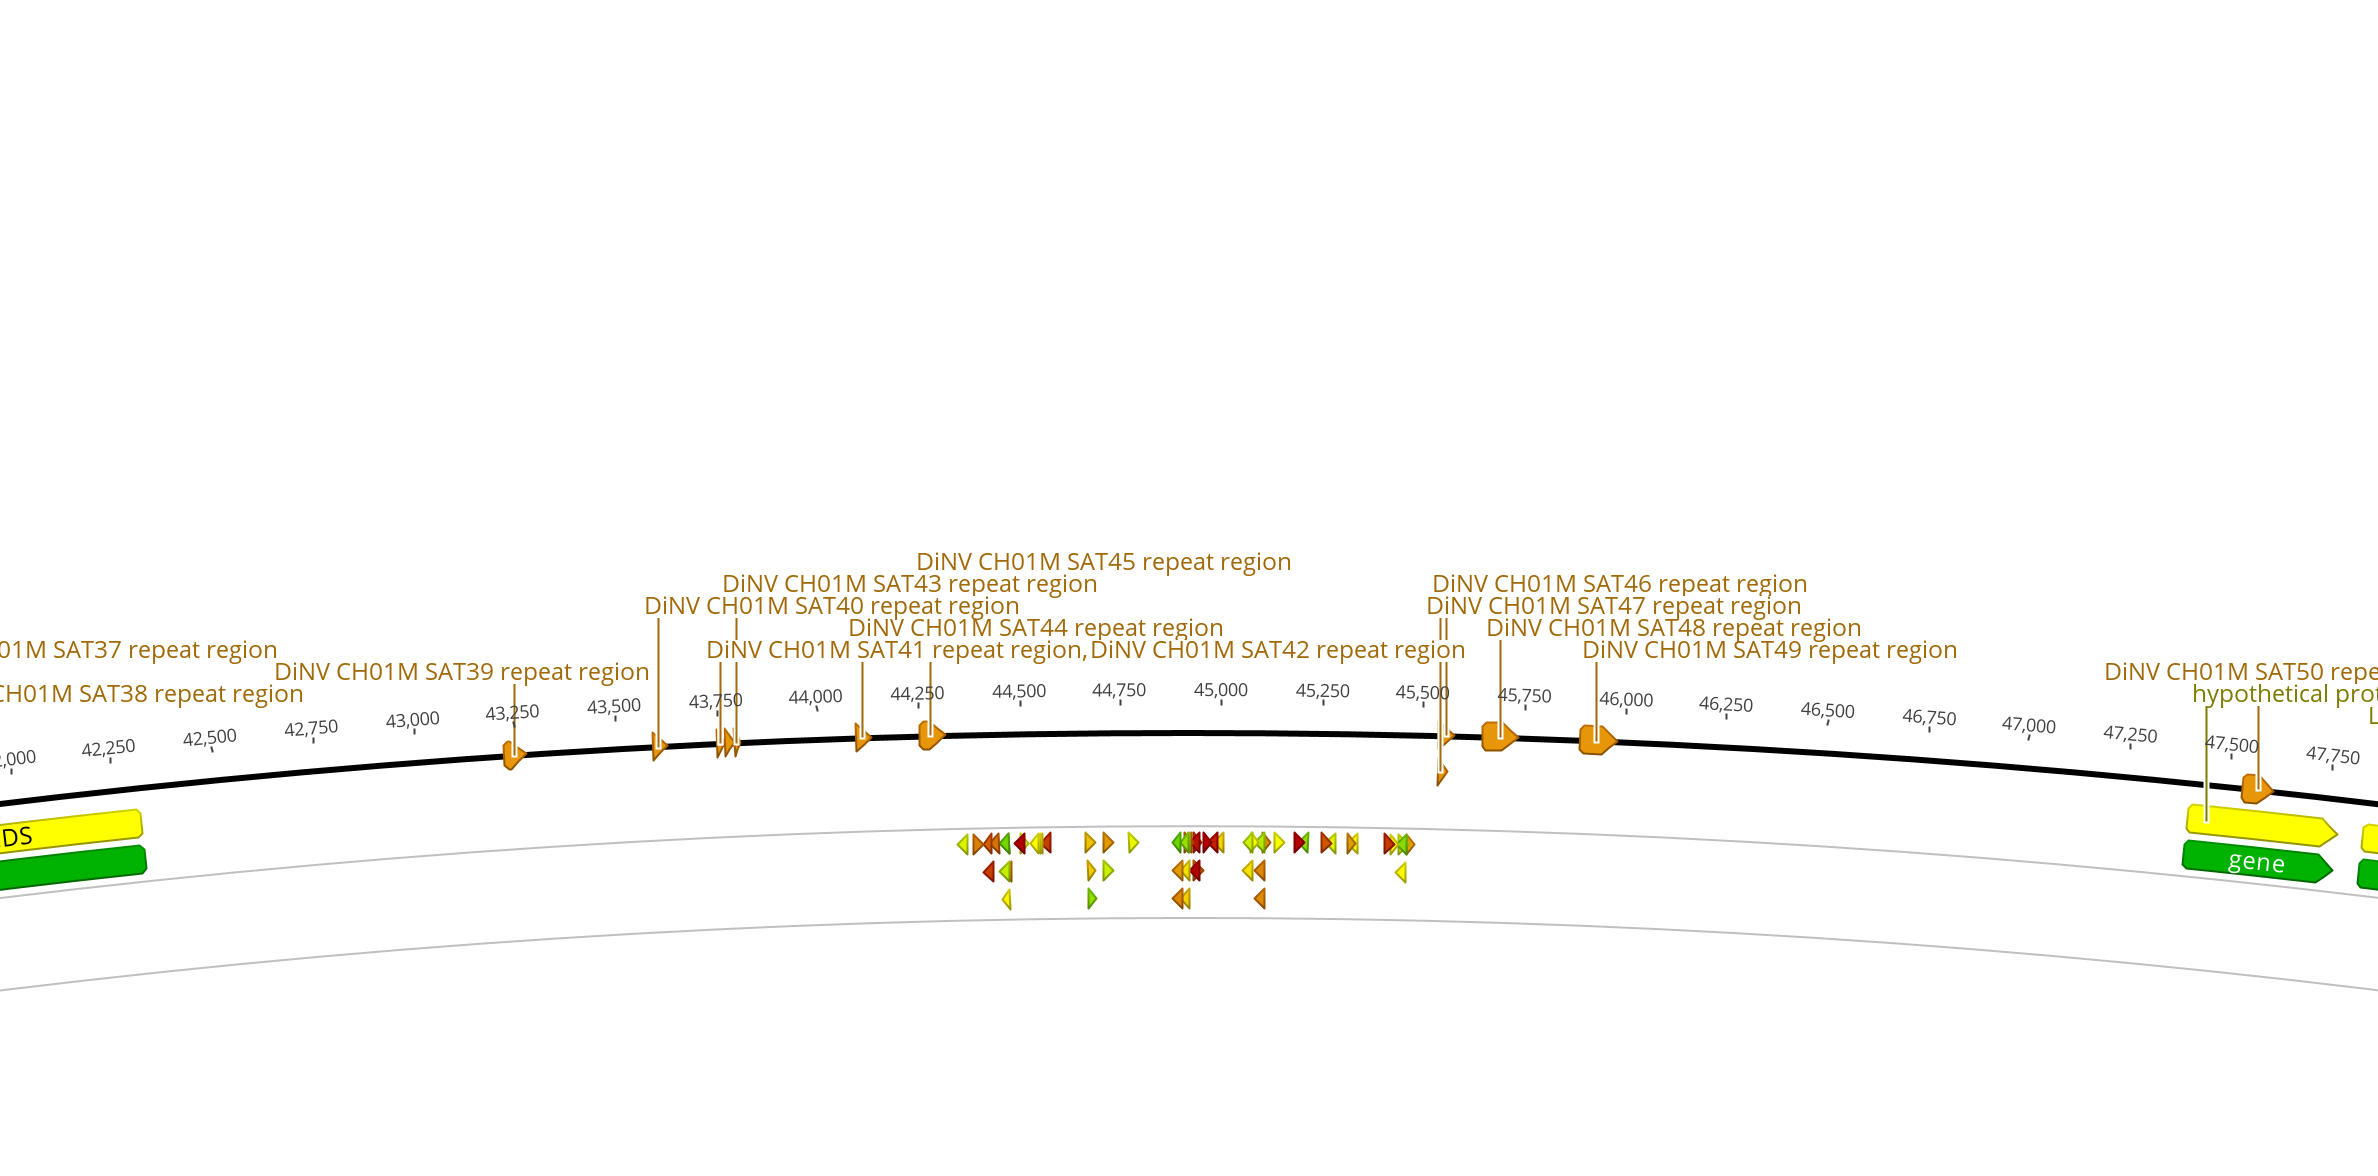 DiNV CH01M SAT45 repeat region
DiNV CH01M SAT43 repeat region
DiNV CH01M SAT46 repeat region
DiNV CH01M SAT40 repeat region
DiNV CH01M SAT47 repeat region
DiNV CH01M SAT44 repeat region
DiNV CH01M SAT48 repeat region
01M SAT37 repeat region
DiNV CH01M SAT41 repeat region, DiNV CH01M SAT42 repeat region
DiNV CH01M SAT49 repeat region
DiNV CH01M SAT39 repeat region
DiNV CH01M SAT50 repe
CH01M SAT38 repeat region
hypothetical prot
L
2,000 42,250 42,500 42,750 43,000 43,250 43,500 43,750 44,000 44,250 44,500 44,750 45,000 45,250 45,500 45,750 46,000 46,250 46,500 46,750 47,000 47,250 47,500 47,750
DS
gene